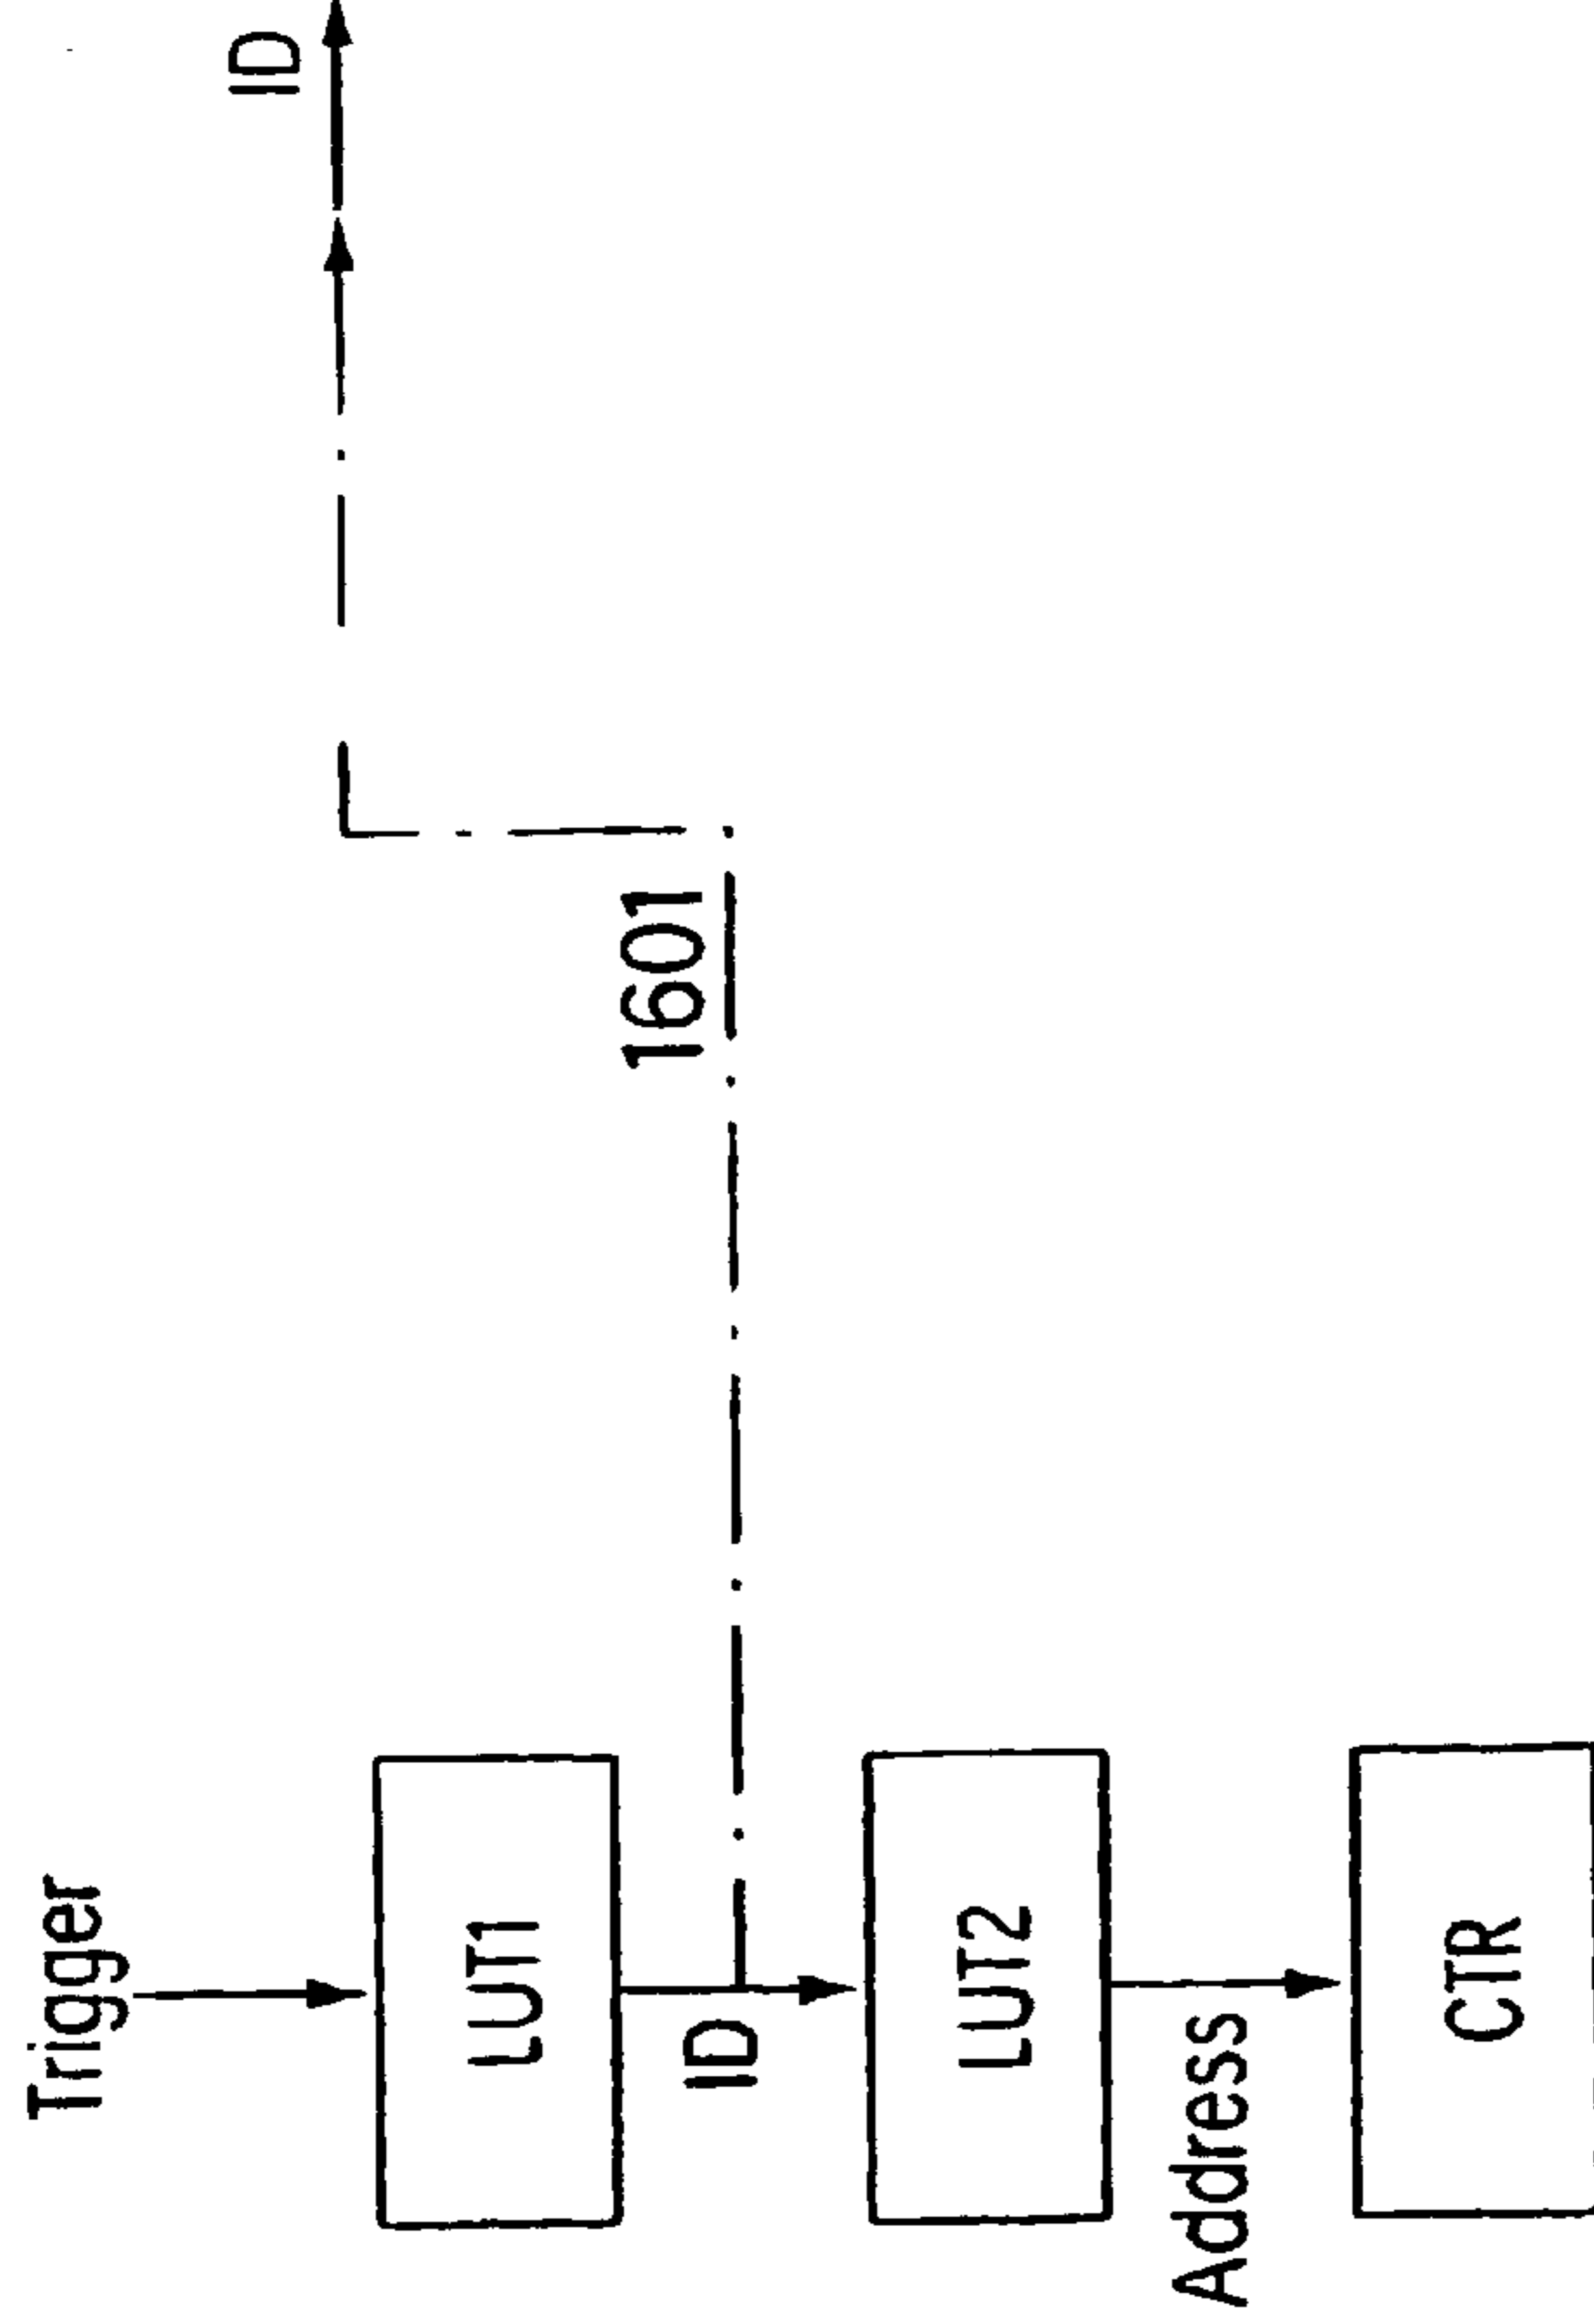 Trigger
LUT1
ID
LUT2
Address
CTR
1601
ID